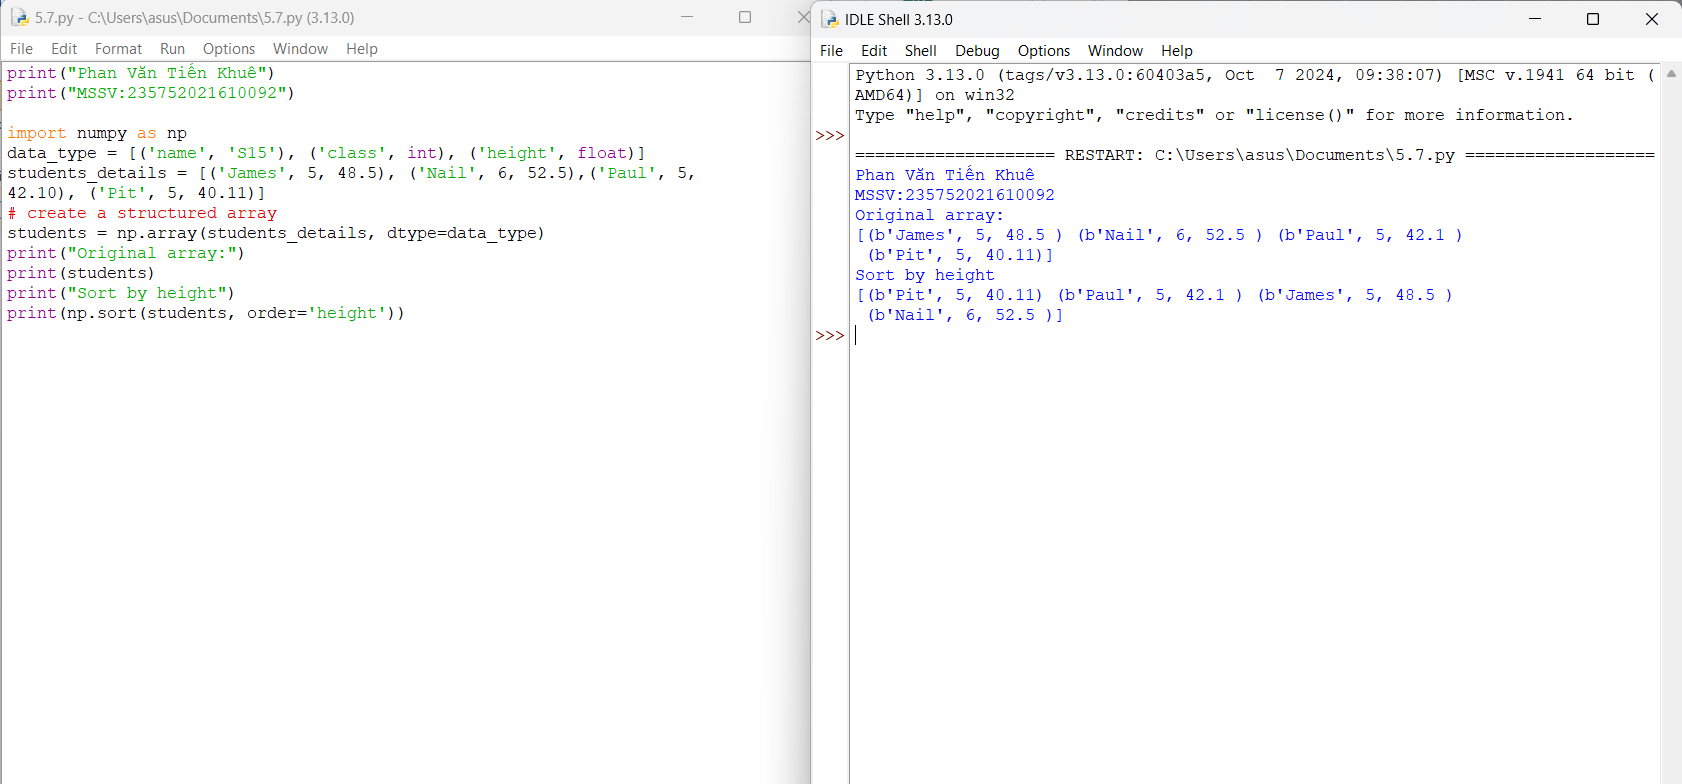 5.7.py - C:\Users\asus\Documents\5.7.py (3.13.0)
File Edit Format Run Options Window Help
print("Phan Văn Tiến Khuê")
print("MSSV:235752021610092")
import numpy as np
data_type = [('name', 'S15'), ('class', int), ('height', float)]
students_details = [('James', 5, 48.5), ('Nail', 6, 52.5),('Paul', 5,
42.10), ('Pit', 5, 40.11)]
# create a structured array
students = np.array(students_details, dtype=data_type)
print("Original array:")
print(students)
print("Sort by height")
print(np.sort(students, order='height'))
IDLE Shell 3.13.0
File Edit Shell Debug Options Window Help
Python 3.13.0 (tags/v3.13.0:60403a5, Oct  7 2024, 09:38:07) [MSC v.1941 64 bit (
AMD64)] on win32
Type "help", "copyright", "credits" or "license()" for more information.
>>>
==================== RESTART: C:\Users\asus\Documents\5.7.py ===================
Phan Văn Tiến Khuê
MSSV:235752021610092
Original array:
[(b'James', 5, 48.5 ) (b'Nail', 6, 52.5 ) (b'Paul', 5, 42.1 )
 (b'Pit', 5, 40.11)]
Sort by height
[(b'Pit', 5, 40.11) (b'Paul', 5, 42.1 ) (b'James', 5, 48.5 )
 (b'Nail', 6, 52.5 )]
>>>